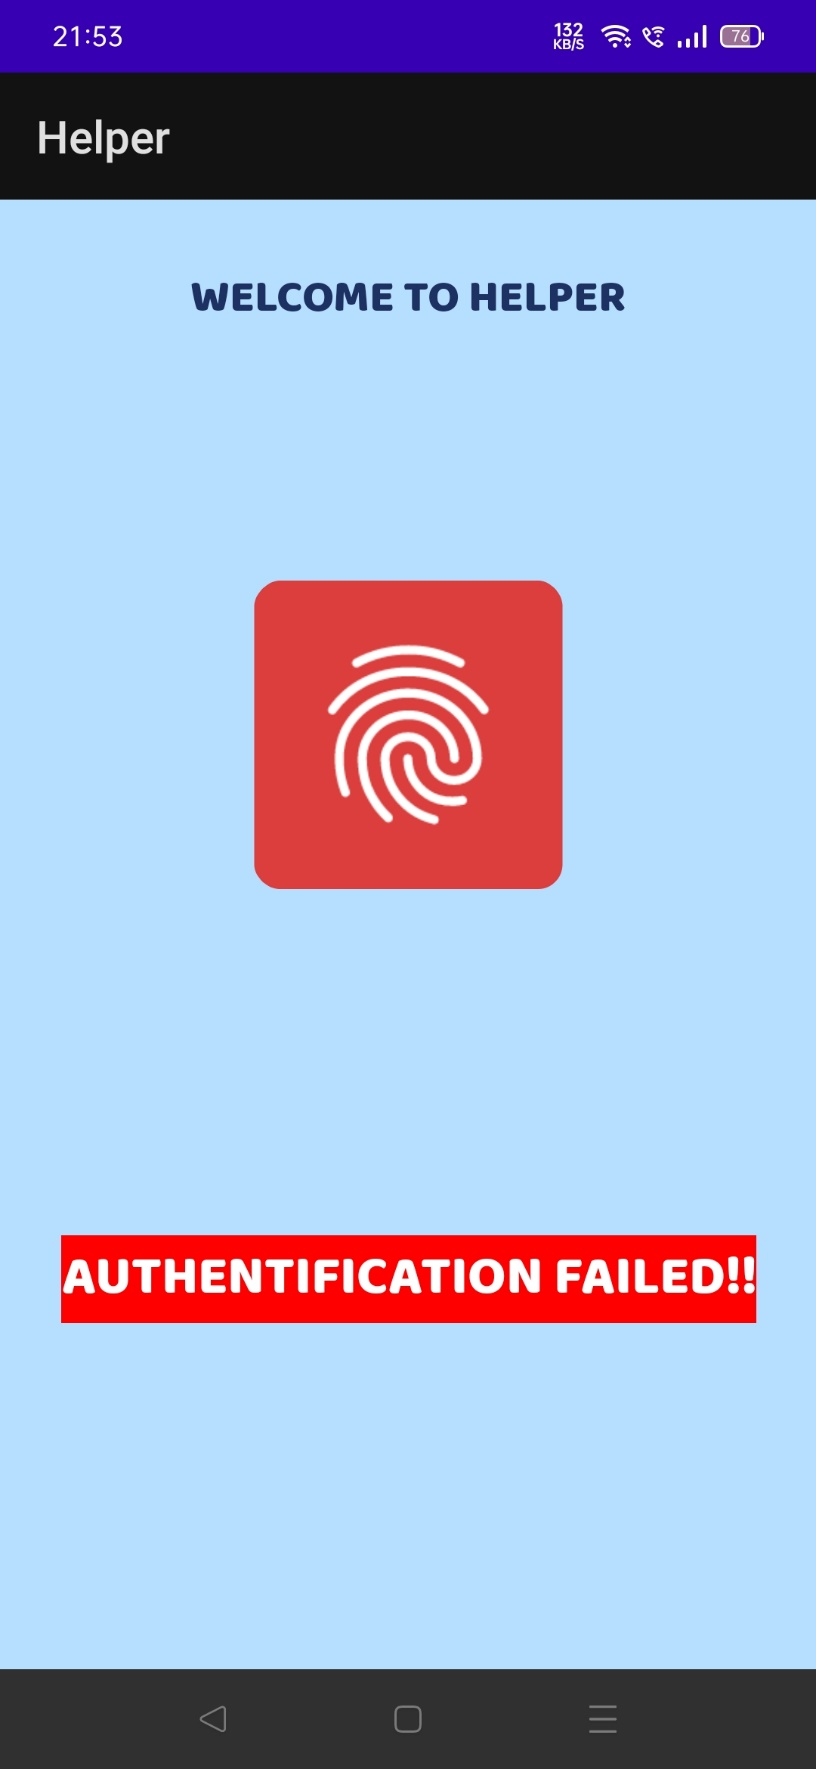 21:53
132
KB/S
76
Helper
WELCOME TO HELPER
AUTHENTIFICATION FAILED!!